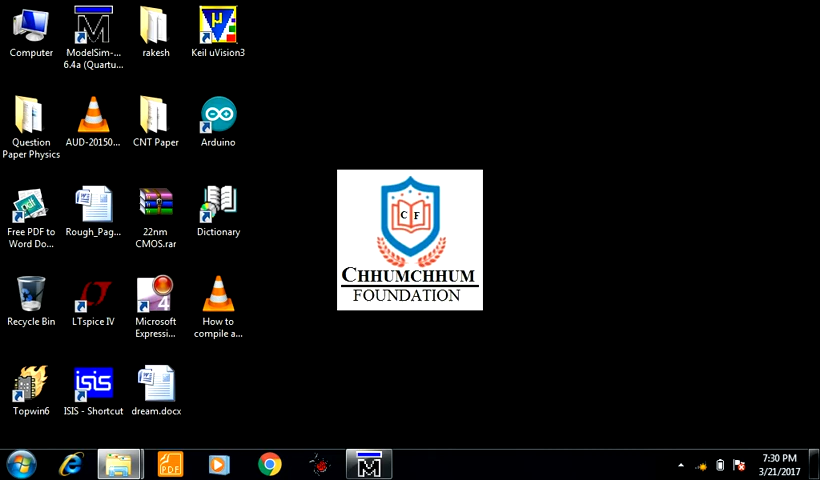 Computer
ModelSim-...
6.4a (Quartu...
rakesh
Keil uVision3
Question
Paper Physics
AUD-20150...
CNT Paper
Arduino
Free PDF to
Word Do...
Rough_Pag...
22nm
CMOS.rar
Dictionary
Recycle Bin
LTspice IV
Microsoft
Expressi...
How to
compile a...
Topwin6
ISIS - Shortcut
dream.docx
isis
C F
CHHUMCHHUM
FOUNDATION
PDF
7:30 PM
3/21/2017